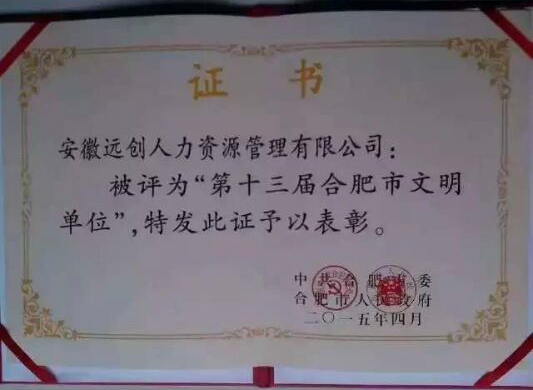 证书
安徽远创人力资源管理有限公司：
被评为“第十三届合肥市文明
单位”，特发此证予以表彰。
中共合肥市委
合肥市人民政府
二〇一五年四月